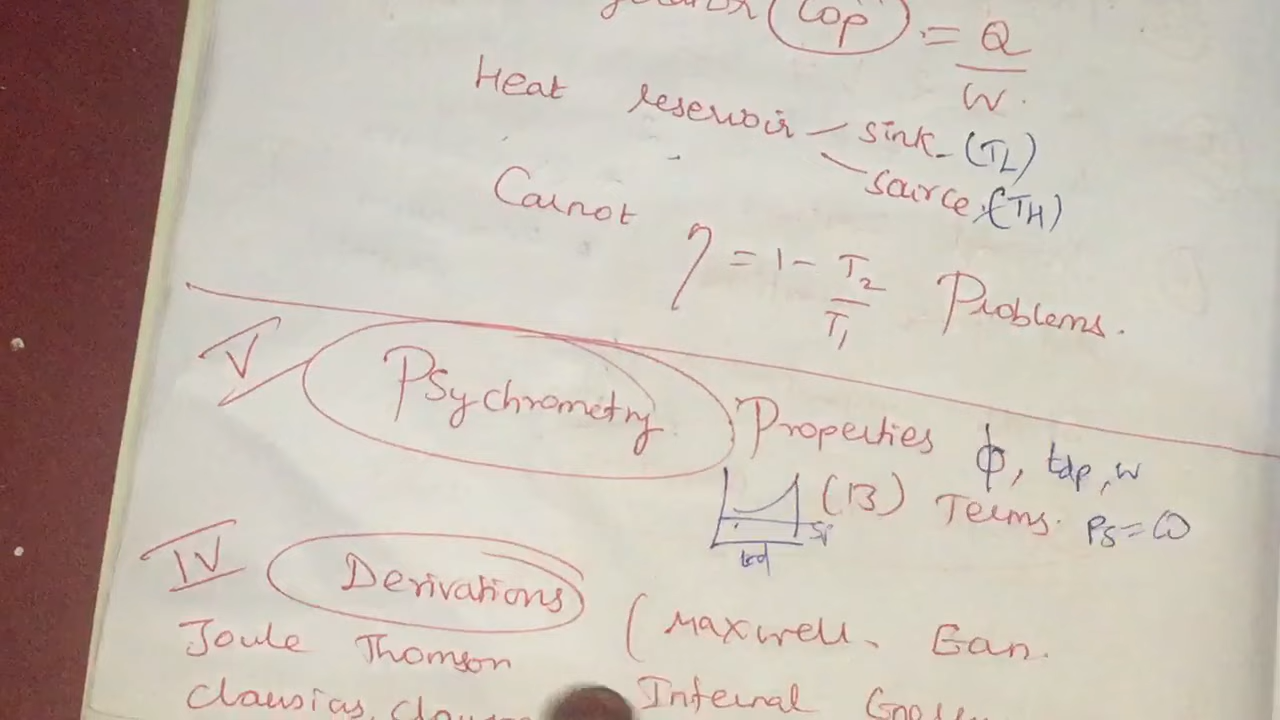 (COP) = Q/W.
Heat reservoir sink (TL)
source (TH)
Carnot η = 1 - T2/T1 Problems.
V Psychrometry Properties ϕ, tdp, w
(13) Terms. Ps = ω
IV Derivations (Maxwell. Eqn.
Joule Thomson
Clausius, Internal